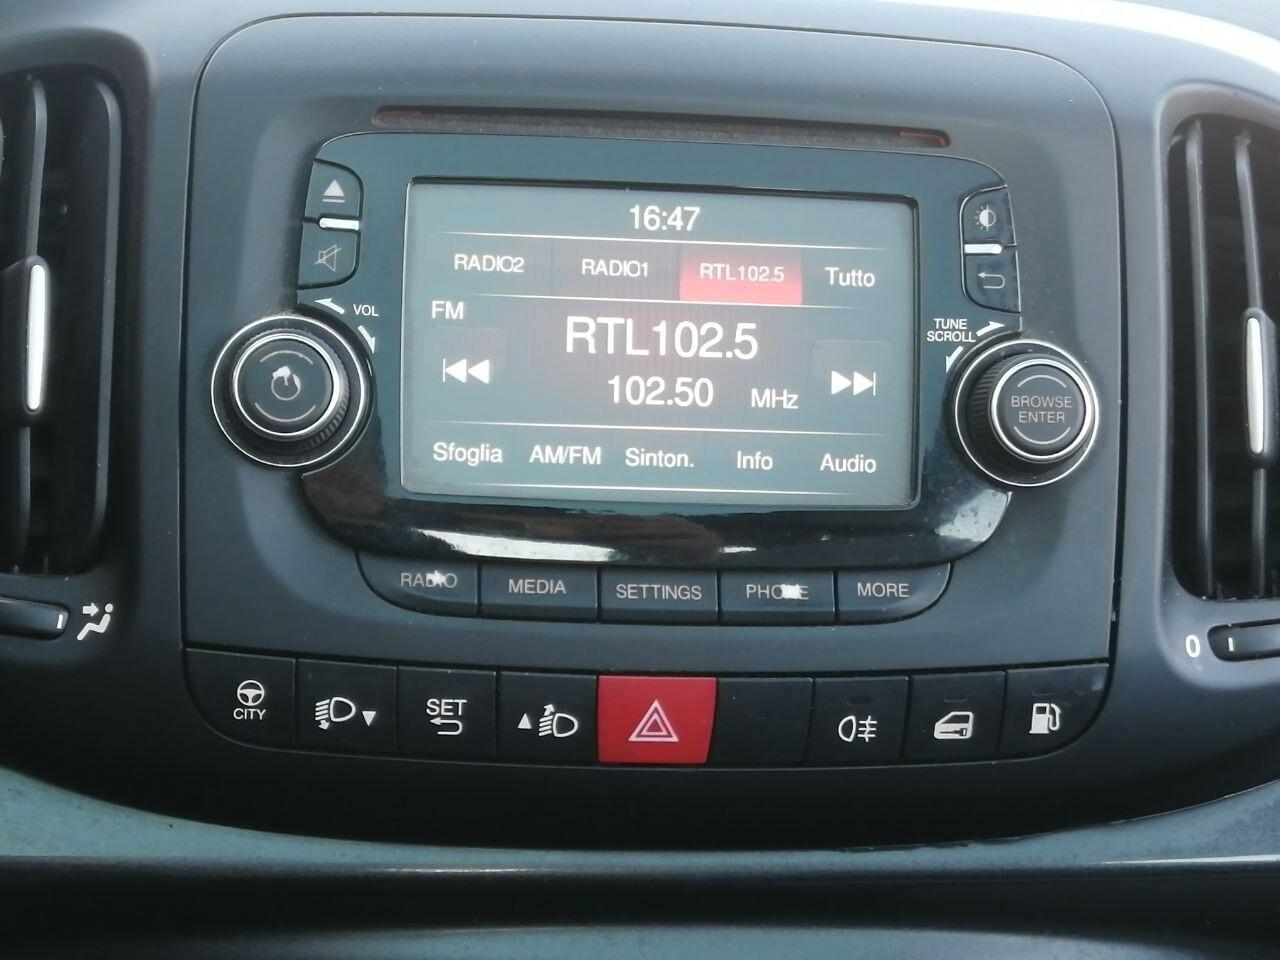 16:47
RADIO2 RADIO1 RTL102.5 Tutto
FM
VOL
RTL102.5
TUNE
SCROLL
102.50 MHz
BROWSE
ENTER
Sfoglia AM/FM Sinton. Info Audio
RADIO MEDIA SETTINGS PHONE MORE
0
CITY
SET